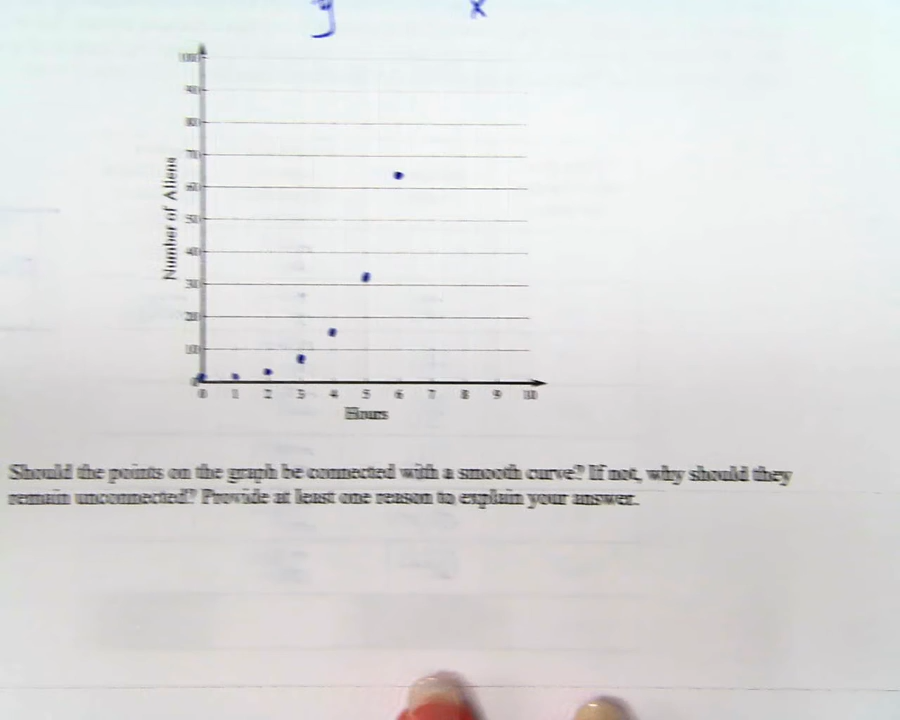 y x
100
90
80
70
60
50
40
30
20
10
0
Number of Aliens
0 1 2 3 4 5 6 7 8 9 10
Hours
Should the points on the graph be connected with a smooth curve? If not, why should they
remain unconnected? Provide at least one reason to explain your answer.